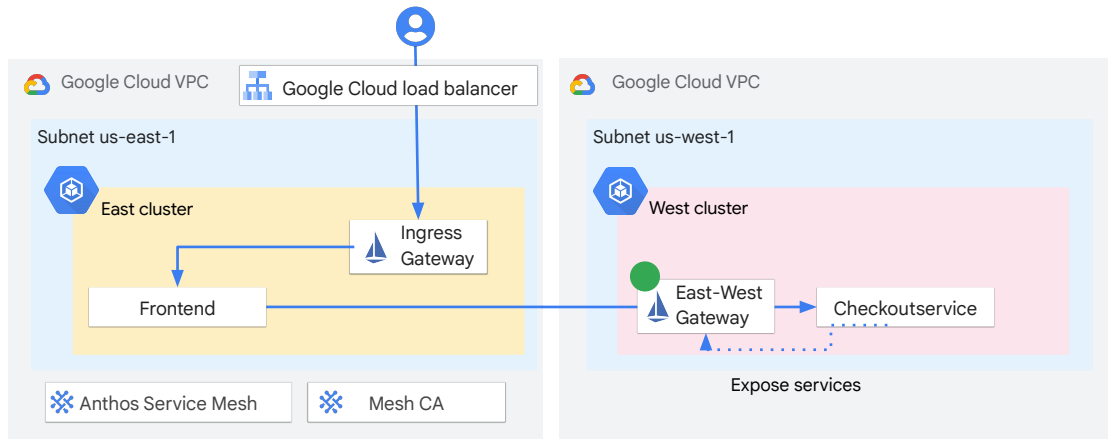 Google Cloud VPC
Google Cloud load balancer
Subnet us-east-1
East cluster
Ingress
Gateway
Frontend
Anthos Service Mesh
Mesh CA
Google Cloud VPC
Subnet us-west-1
West cluster
East-West
Gateway
Checkoutservice
Expose services